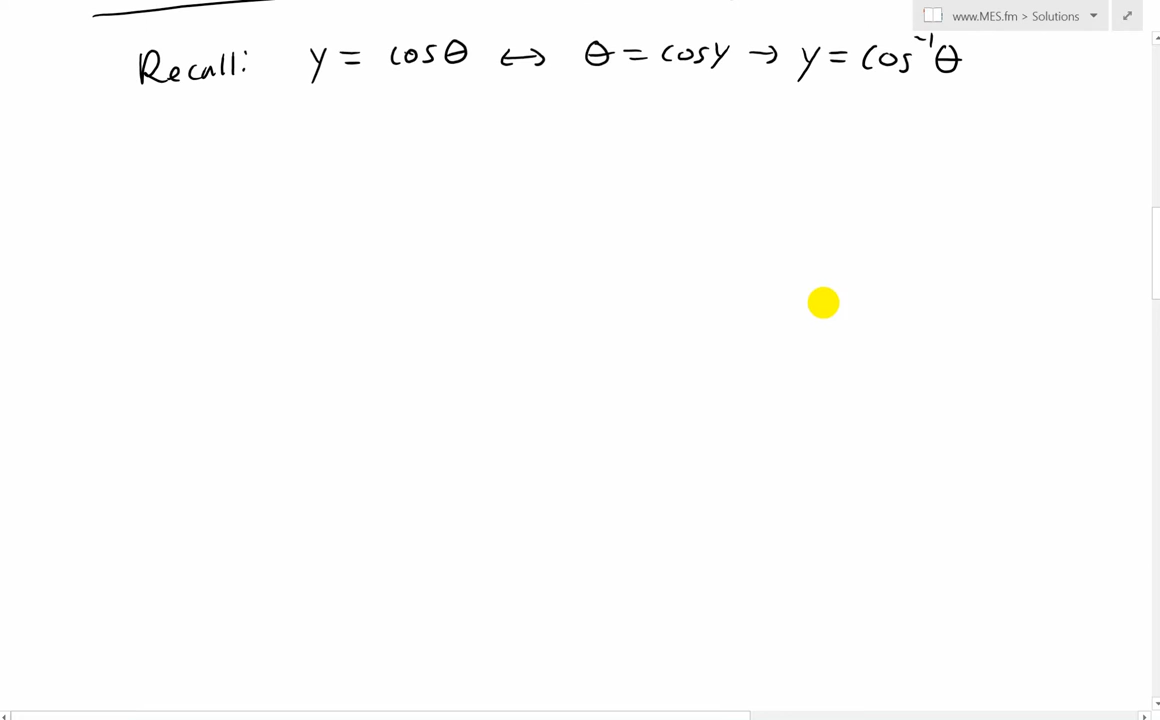 www.MES.fm > Solutions
Recall: y = cosθ ↔ θ = cosy → y = cos⁻¹θ